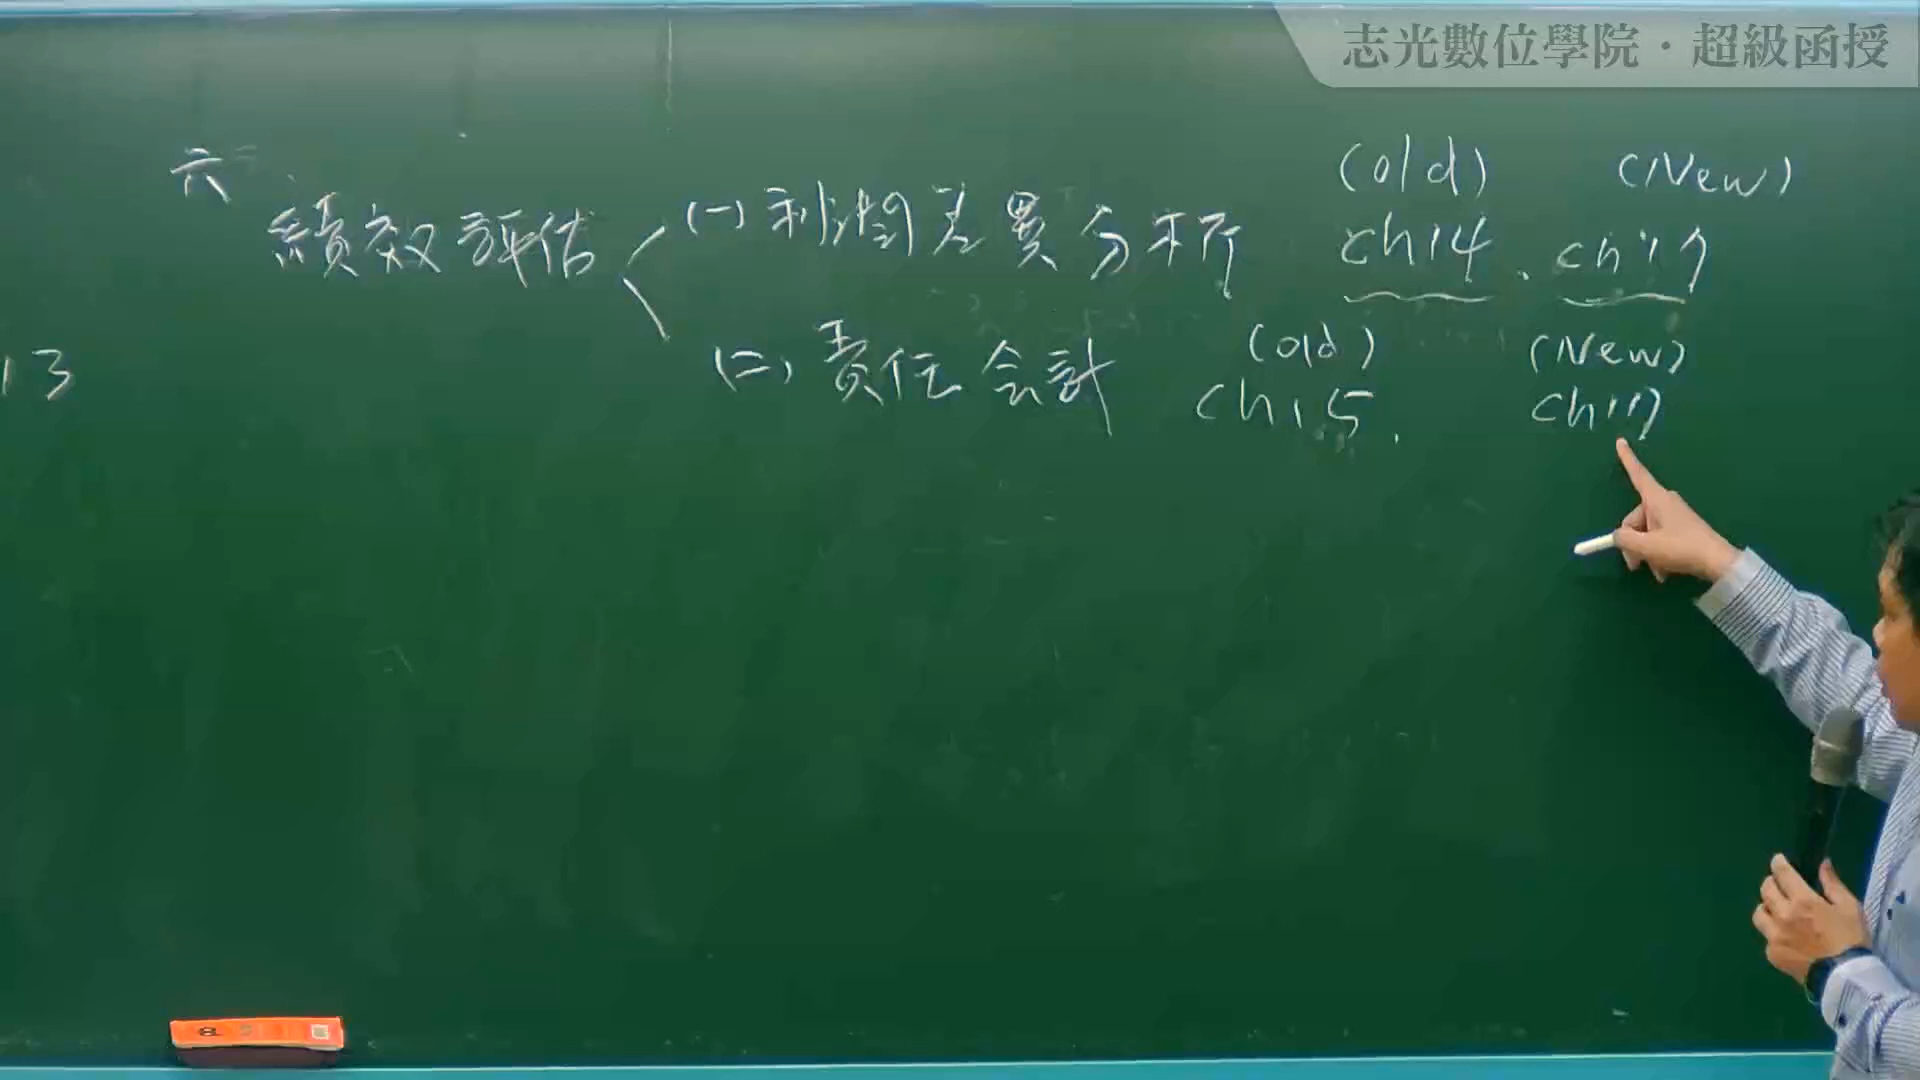 志光數位學院・超級函授
六
(old) (New)
績效評估 (一) 利潤差異分析 ch14. ch17
(old) (New)
13 (二) 責任会計 ch15. ch17